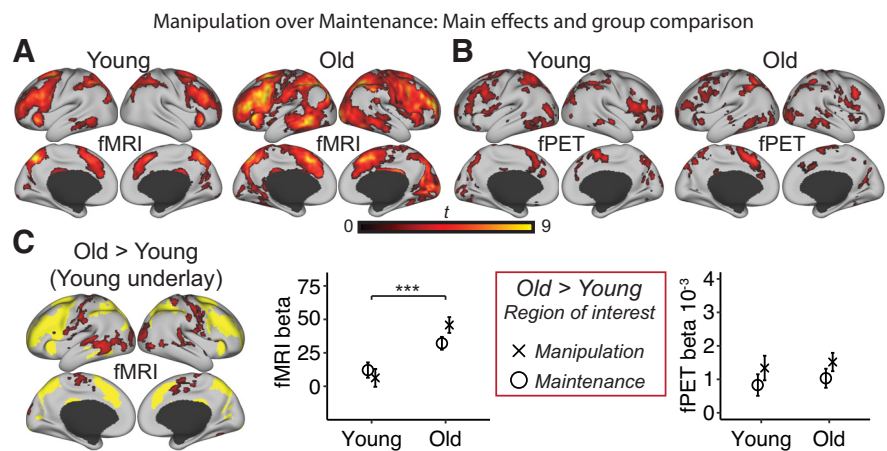 Manipulation over Maintenance: Main effects and group comparison
A
Young
Old
fMRI
fMRI
B
Young
Old
fPET
fPET
t
0
9
C
Old > Young
(Young underlay)
fMRI
fMRI beta
75
50
25
0
***
Young
Old
Old > Young
Region of interest
Manipulation
Maintenance
fPET beta 10-3
4
3
2
1
0
Young
Old